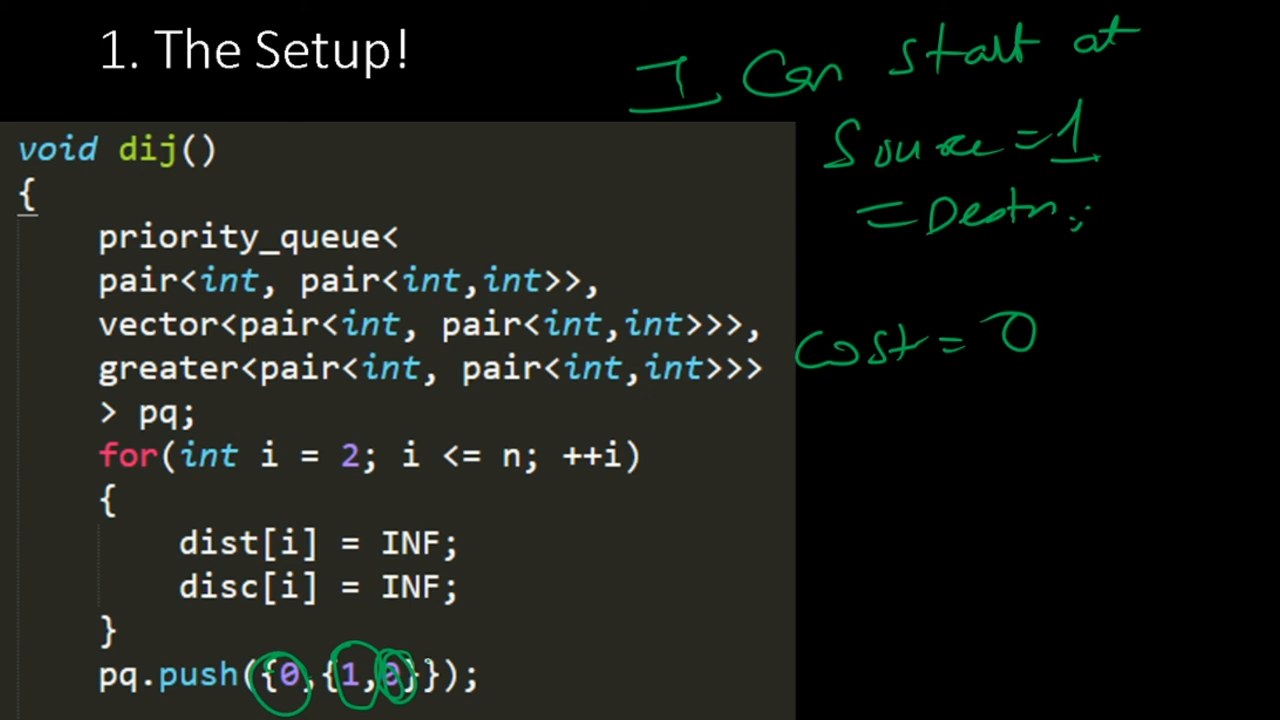 1. The Setup!
I can start at
Source = 1
= Destn;
cost = 0
void dij()
{
priority_queue<
pair<int, pair<int,int>>,
vector<pair<int, pair<int,int>>>,
greater<pair<int, pair<int,int>>>
> pq;
for(int i = 2; i <= n; ++i)
{
dist[i] = INF;
disc[i] = INF;
}
pq.push({0,{1,0}});